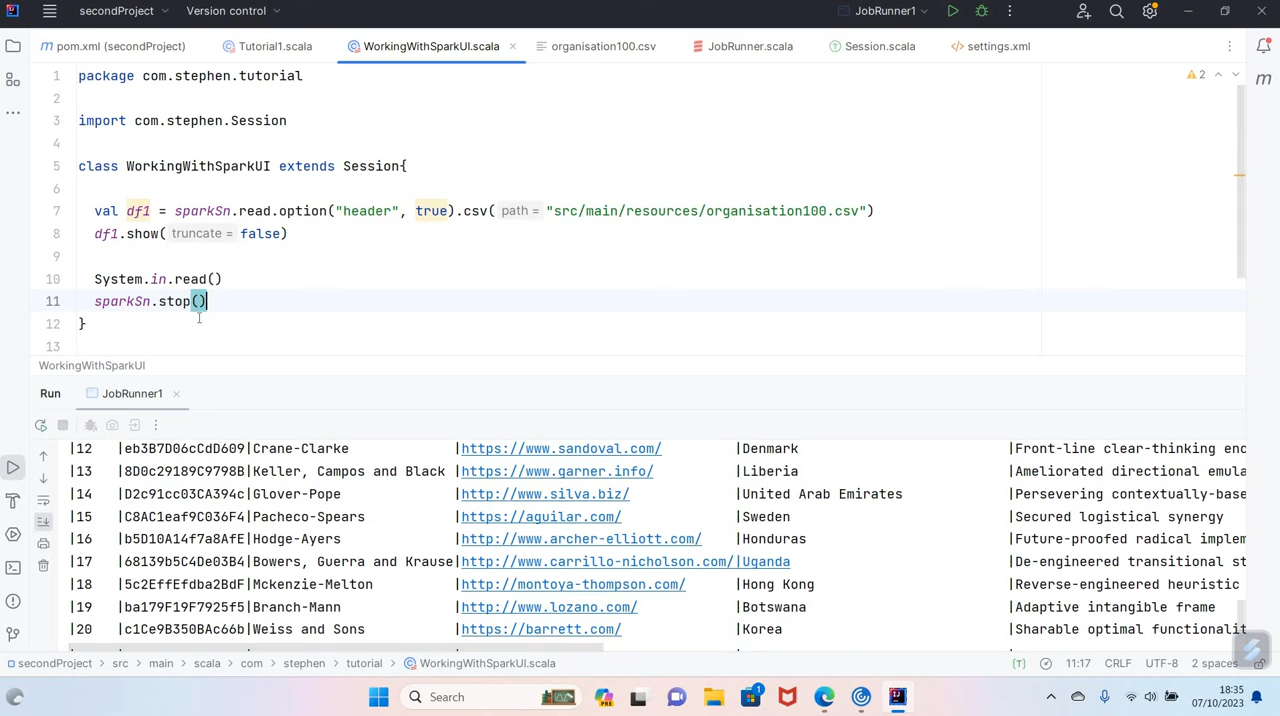 secondProject Version control JobRunner1
pom.xml (secondProject) Tutorial1.scala WorkingWithSparkUI.scala organisation100.csv JobRunner.scala Session.scala settings.xml
1 package com.stephen.tutorial
2
3 import com.stephen.Session
4
5 class WorkingWithSparkUI extends Session{
6
7 val df1 = sparkSn.read.option("header", true).csv( path = "src/main/resources/organisation100.csv")
8 df1.show( truncate = false)
9
10 System.in.read()
11 sparkSn.stop()
12 }
13
2
WorkingWithSparkUI
Run JobRunner1
|12 |eb3B7D06cCdD609|Crane-Clarke |https://www.sandoval.com/ |Denmark |Front-line clear-thinking enc
|13 |8D0c29189C9798B|Keller, Campos and Black |https://www.garner.info/ |Liberia |Ameliorated directional emula
|14 |D2c91cc03CA394c|Glover-Pope |http://www.silva.biz/ |United Arab Emirates |Persevering contextually-base
|15 |C8AC1eaf9C036F4|Pacheco-Spears |https://aguilar.com/ |Sweden |Secured logistical synergy
|16 |b5D10A14f7a8AfE|Hodge-Ayers |http://www.archer-elliott.com/ |Honduras |Future-proofed radical implem
|17 |68139b5C4De03B4|Bowers, Guerra and Krause|http://www.carrillo-nicholson.com/|Uganda |De-engineered transitional st
|18 |5c2EffEfdba2BdF|Mckenzie-Melton |http://montoya-thompson.com/ |Hong Kong |Reverse-engineered heuristic
|19 |ba179F19F7925f5|Branch-Mann |http://www.lozano.com/ |Botswana |Adaptive intangible frame
|20 |c1Ce9B350BAc66b|Weiss and Sons |https://barrett.com/ |Korea |Sharable optimal functionalit
secondProject src main scala com stephen tutorial WorkingWithSparkUI.scala 11:17 CRLF UTF-8 2 spaces
Search PRE 1 18:35
07/10/2023